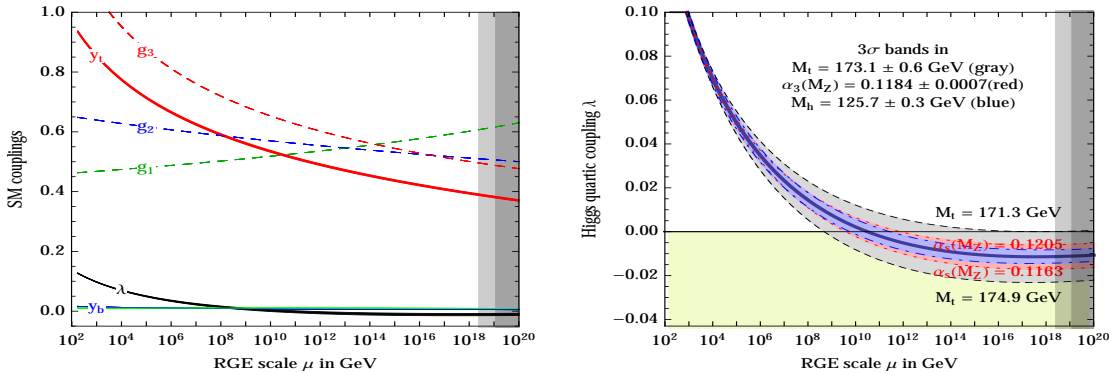 SM couplings
1.0
0.8
0.6
0.4
0.2
0.0
y_t
g_3
g_2
g_1
λ
y_b
10^2 10^4 10^6 10^8 10^10 10^12 10^14 10^16 10^18 10^20
RGE scale μ in GeV
Higgs quartic coupling λ
0.10
0.08
0.06
0.04
0.02
0.00
−0.02
−0.04
3σ bands in
M_t = 173.1 ± 0.6 GeV (gray)
α_3(M_Z) = 0.1184 ± 0.0007(red)
M_h = 125.7 ± 0.3 GeV (blue)
M_t = 171.3 GeV
α_s(M_Z) = 0.1205
α_s(M_Z) = 0.1163
M_t = 174.9 GeV
10^2 10^4 10^6 10^8 10^10 10^12 10^14 10^16 10^18 10^20
RGE scale μ in GeV